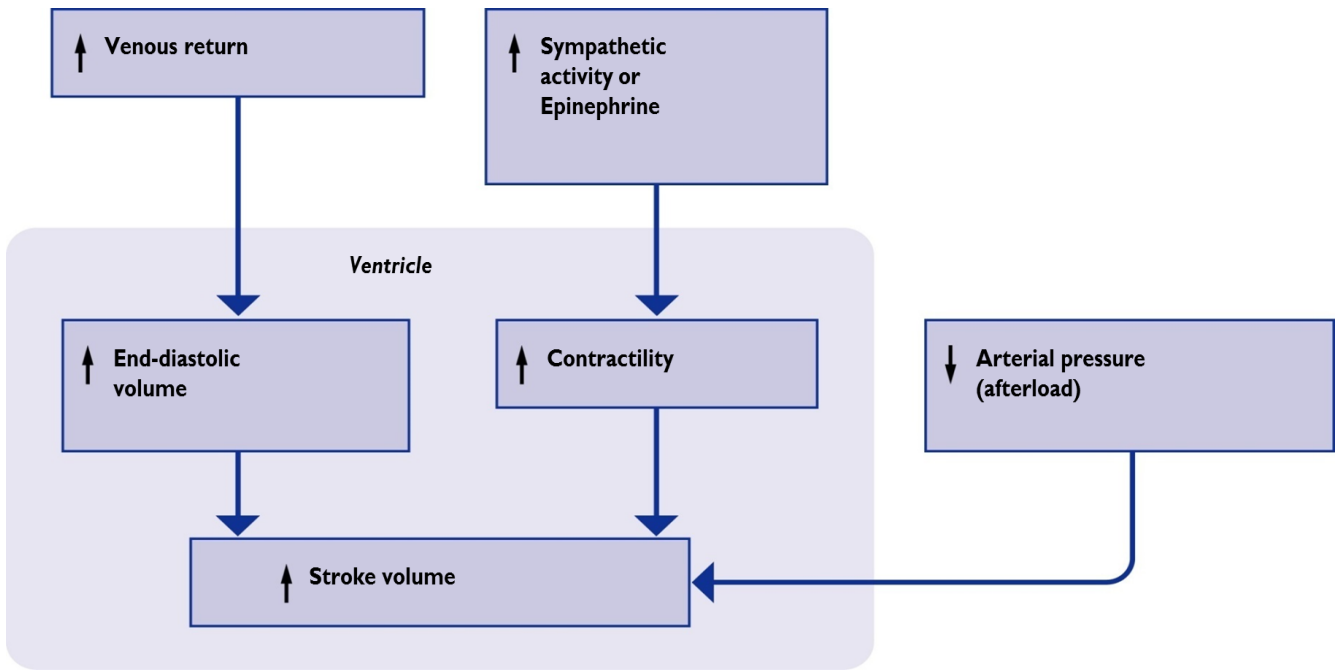 Venous return
Sympathetic
activity or
Epinephrine
Ventricle
End-diastolic
volume
Contractility
Arterial pressure
(afterload)
Stroke volume